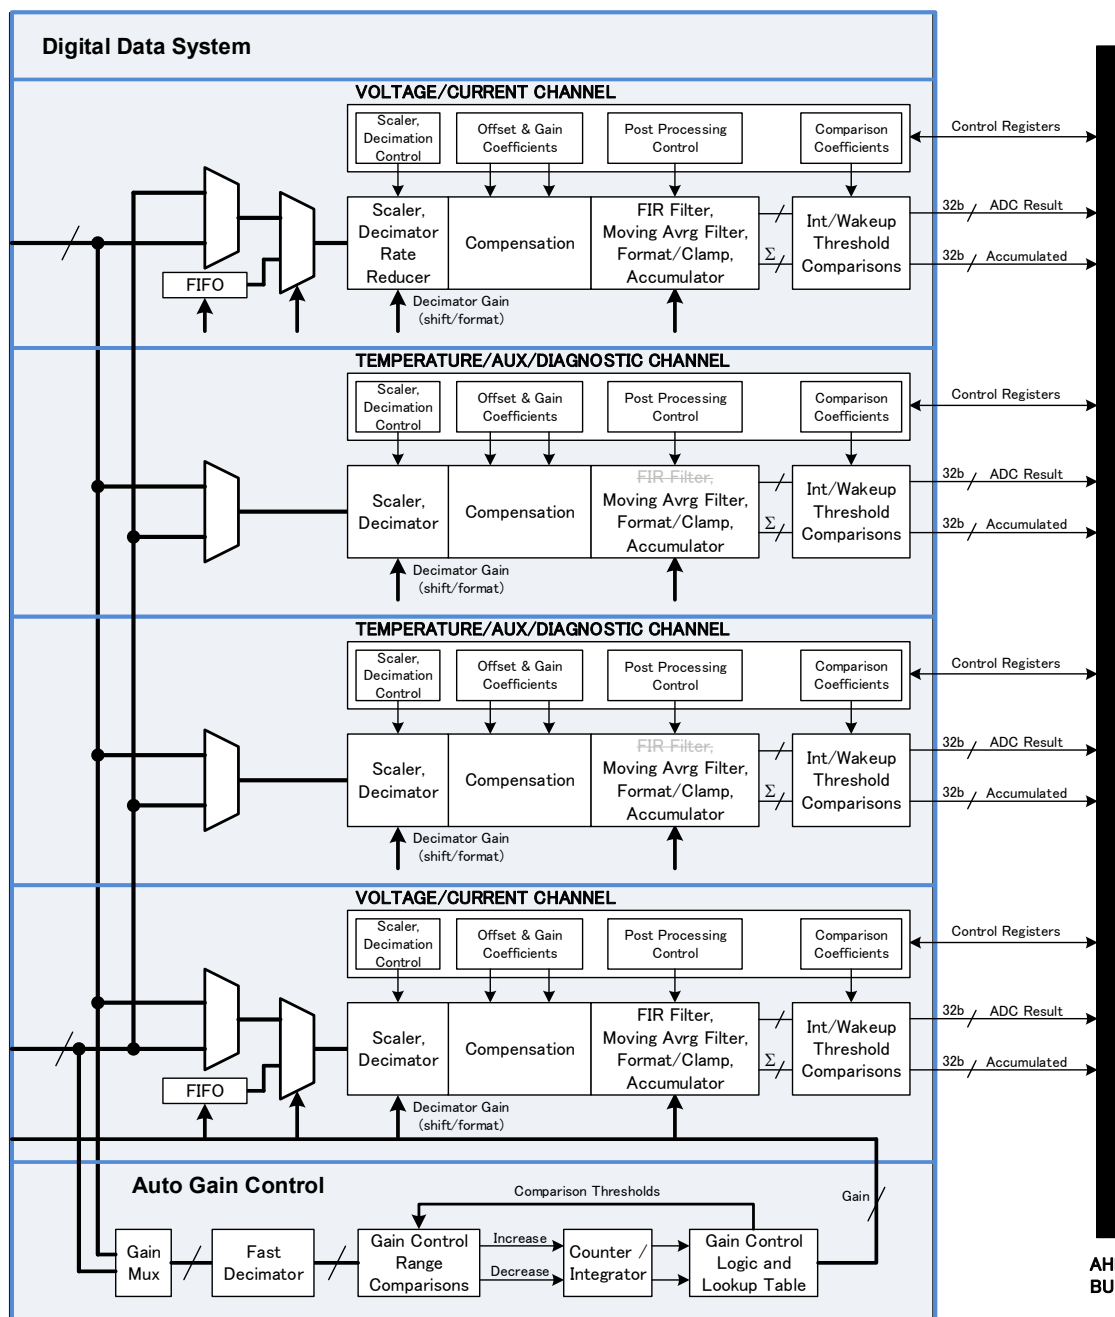 Digital Data System
VOLTAGE/CURRENT CHANNEL
Scaler,
Decimation
Control
Offset & Gain
Coefficients
Post Processing
Control
Comparison
Coefficients
Control Registers
Scaler,
Decimator
Rate
Reducer
Compensation
FIR Filter,
Moving Avrg Filter,
Format/Clamp,
Accumulator
Σ
Int/Wakeup
Threshold
Comparisons
32b ADC Result
32b Accumulated
FIFO
Decimator Gain
(shift/format)
TEMPERATURE/AUX/DIAGNOSTIC CHANNEL
Scaler,
Decimation
Control
Offset & Gain
Coefficients
Post Processing
Control
Comparison
Coefficients
Control Registers
Scaler,
Decimator
Compensation
FIR Filter,
Moving Avrg Filter,
Format/Clamp,
Accumulator
Σ
Int/Wakeup
Threshold
Comparisons
32b ADC Result
32b Accumulated
Decimator Gain
(shift/format)
TEMPERATURE/AUX/DIAGNOSTIC CHANNEL
Scaler,
Decimation
Control
Offset & Gain
Coefficients
Post Processing
Control
Comparison
Coefficients
Control Registers
Scaler,
Decimator
Compensation
FIR Filter,
Moving Avrg Filter,
Format/Clamp,
Accumulator
Σ
Int/Wakeup
Threshold
Comparisons
32b ADC Result
32b Accumulated
Decimator Gain
(shift/format)
VOLTAGE/CURRENT CHANNEL
Scaler,
Decimation
Control
Offset & Gain
Coefficients
Post Processing
Control
Comparison
Coefficients
Control Registers
Scaler,
Decimator
Compensation
FIR Filter,
Moving Avrg Filter,
Format/Clamp,
Accumulator
Σ
Int/Wakeup
Threshold
Comparisons
32b ADC Result
32b Accumulated
FIFO
Decimator Gain
(shift/format)
Auto Gain Control
Comparison Thresholds
Gain
Gain
Mux
Fast
Decimator
Gain Control
Range
Comparisons
Increase
Decrease
Counter /
Integrator
Gain Control
Logic and
Lookup Table
AH
BU